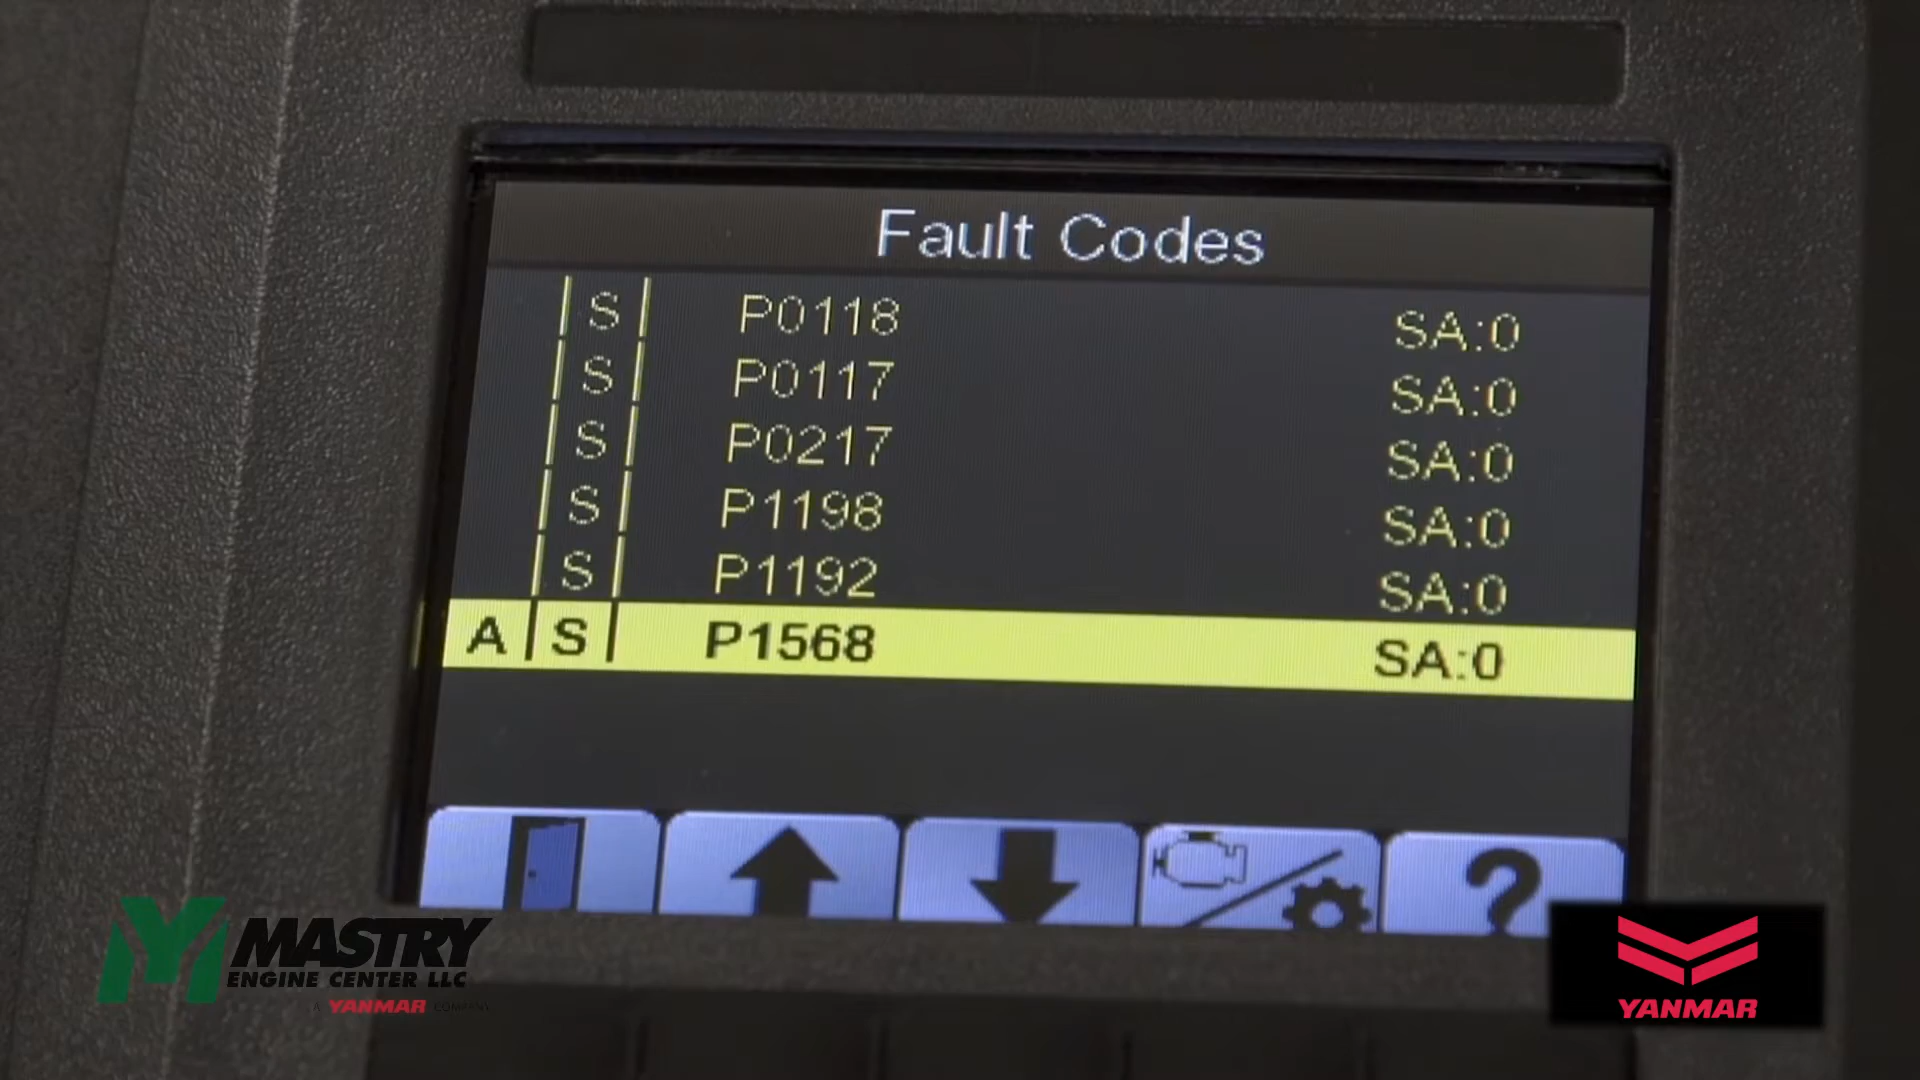 Fault Codes
| S | P0118 SA:0
| S | P0117 SA:0
| S | P0217 SA:0
| S | P1198 SA:0
| S | P1192 SA:0
A | S | P1568 SA:0
?
MASTRY
ENGINE CENTER LLC
A YANMAR COMPANY
YANMAR